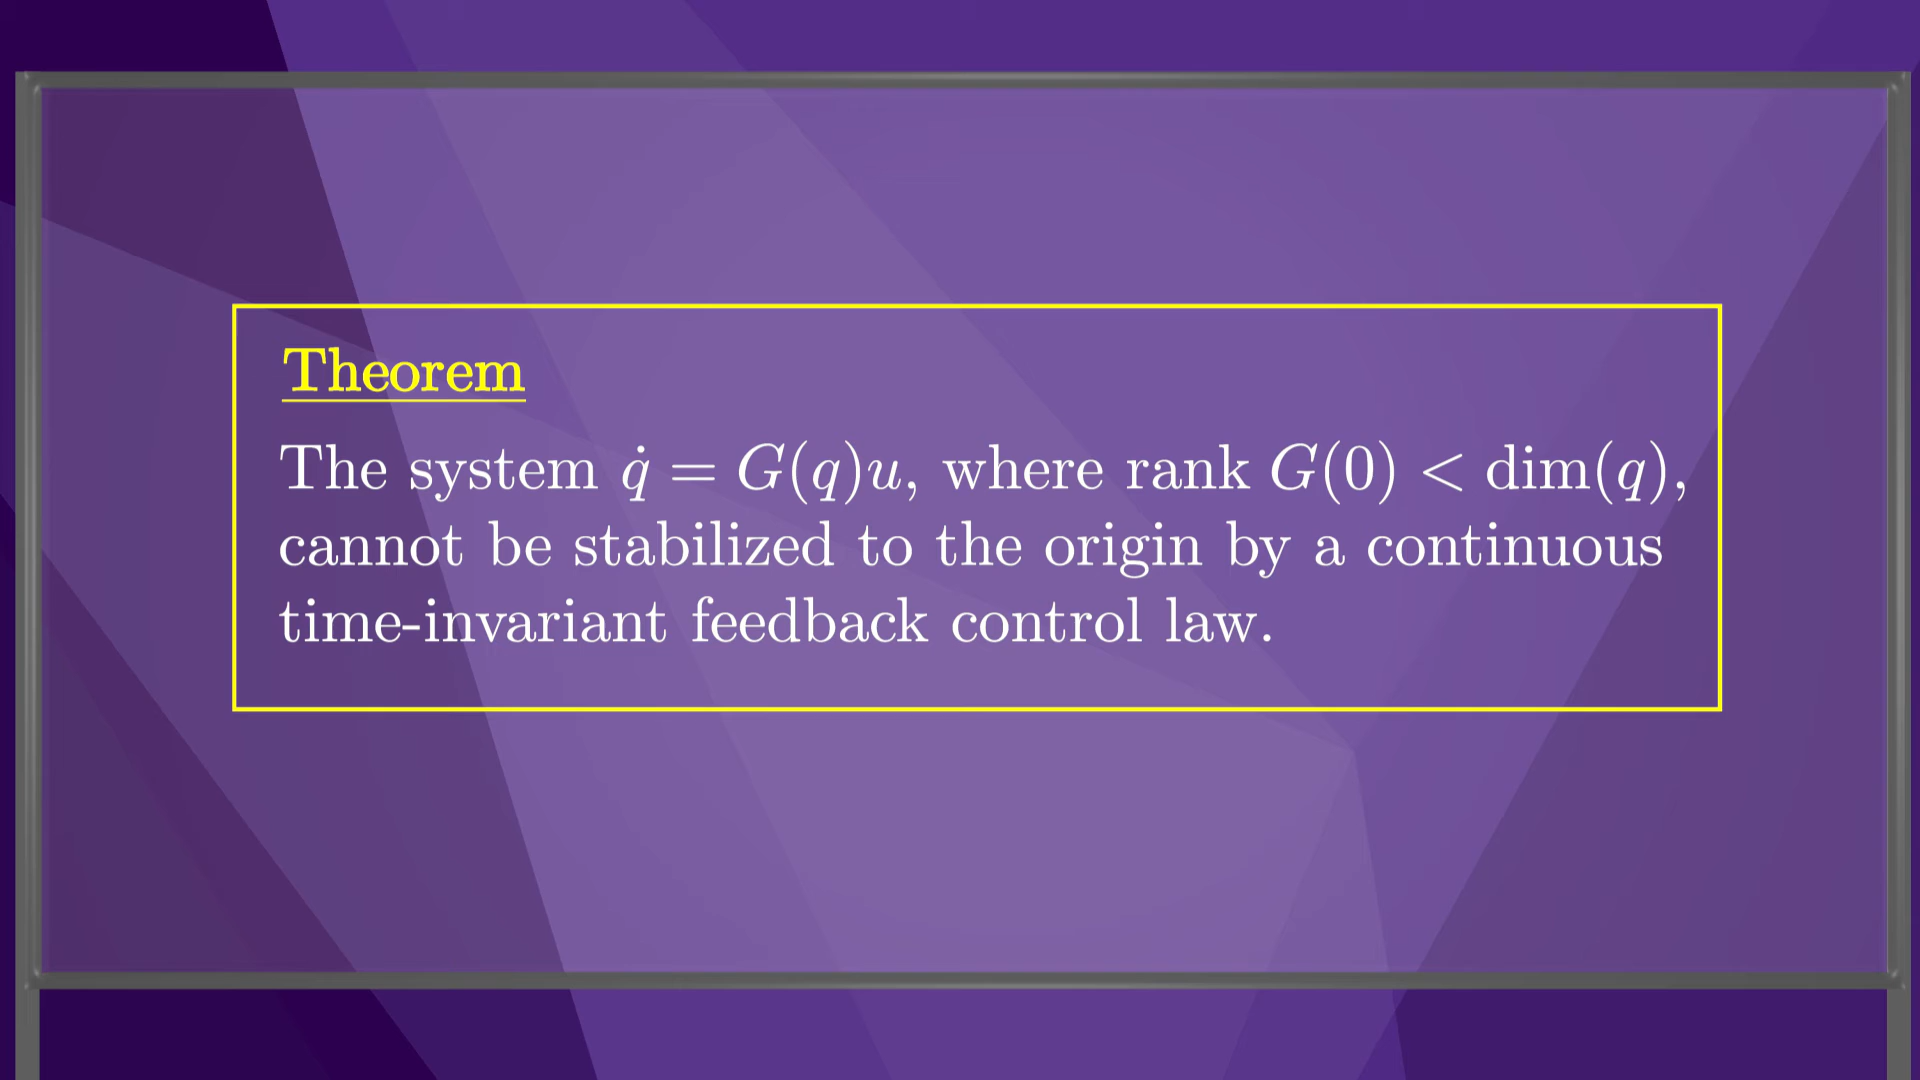 Theorem
The system q̇ = G(q)u, where rank G(0) < dim(q),
cannot be stabilized to the origin by a continuous
time-invariant feedback control law.